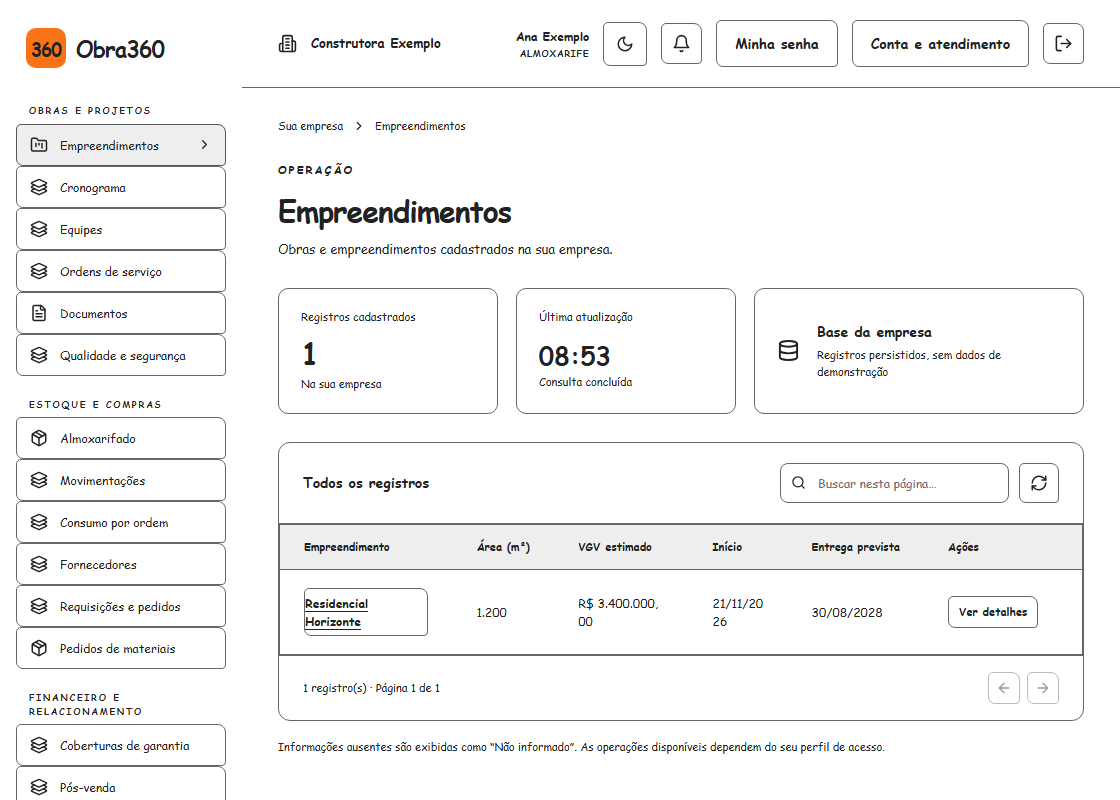 360 Obra360
Construtora Exemplo
Ana Exemplo
ALMOXARIFE
Minha senha
Conta e atendimento
OBRAS E PROJETOS
Empreendimentos
Cronograma
Equipes
Ordens de serviço
Documentos
Qualidade e segurança
ESTOQUE E COMPRAS
Almoxarifado
Movimentações
Consumo por ordem
Fornecedores
Requisições e pedidos
Pedidos de materiais
FINANCEIRO E
RELACIONAMENTO
Coberturas de garantia
Pós-venda
Sua empresa > Empreendimentos
OPERAÇÃO
Empreendimentos
Obras e empreendimentos cadastrados na sua empresa.
Registros cadastrados
1
Na sua empresa
Última atualização
08:53
Consulta concluída
Base da empresa
Registros persistidos, sem dados de
demonstração
Todos os registros
Buscar nesta página...
Empreendimento Área (m²) VGV estimado Início Entrega prevista Ações
Residencial
Horizonte
1.200
R$ 3.400.000,
00
21/11/20
26
30/08/2028
Ver detalhes
1 registro(s) · Página 1 de 1
Informações ausentes são exibidas como “Não informado”. As operações disponíveis dependem do seu perfil de acesso.